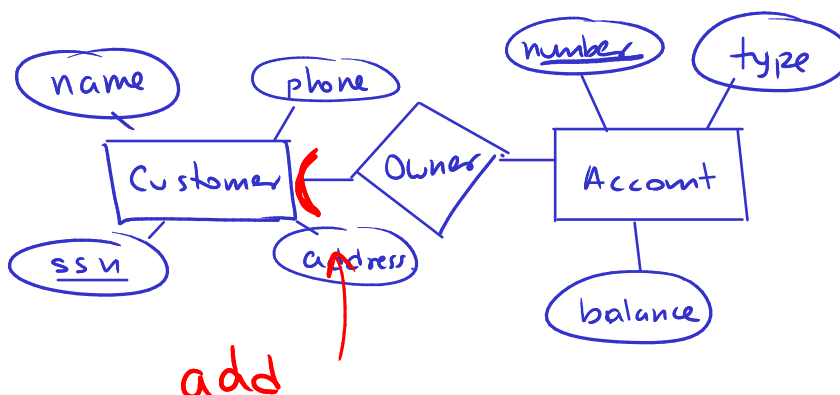 name
phone
number
type
Customer
Owner
Account
ssn
address
balance
add